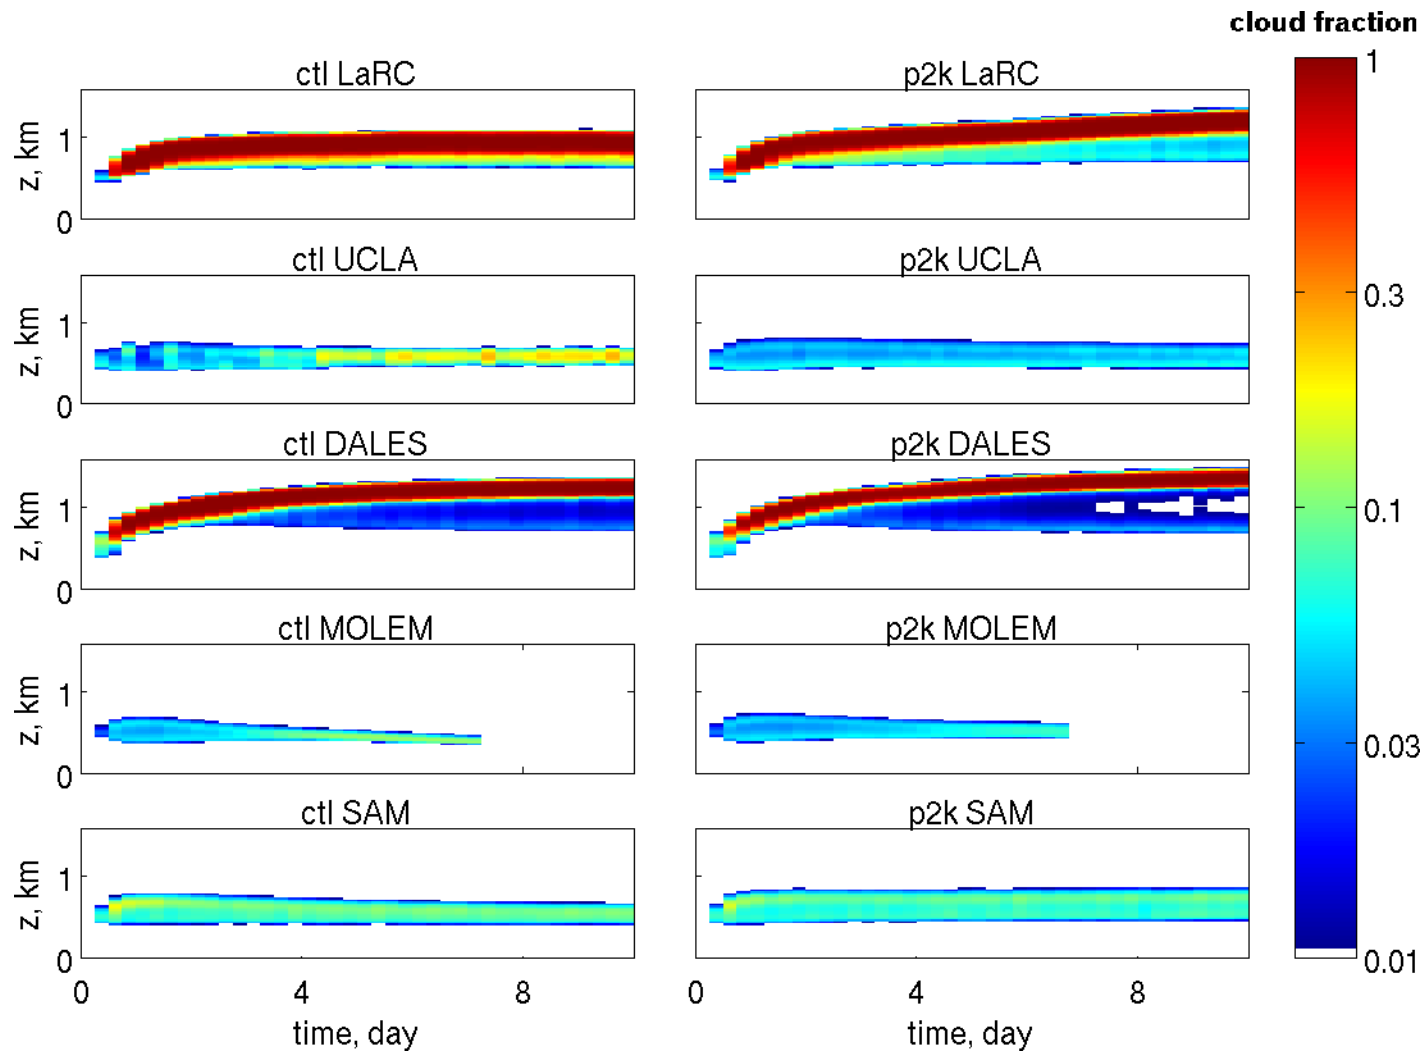 cloud fraction
ctl LaRC
p2k LaRC
1
z, km
1
0
ctl UCLA
p2k UCLA
0.3
z, km
1
0
ctl DALES
p2k DALES
z, km
1
0
0.1
ctl MOLEM
p2k MOLEM
z, km
1
0
0.03
ctl SAM
p2k SAM
z, km
1
0
0.01
0 4 8
0 4 8
time, day
time, day